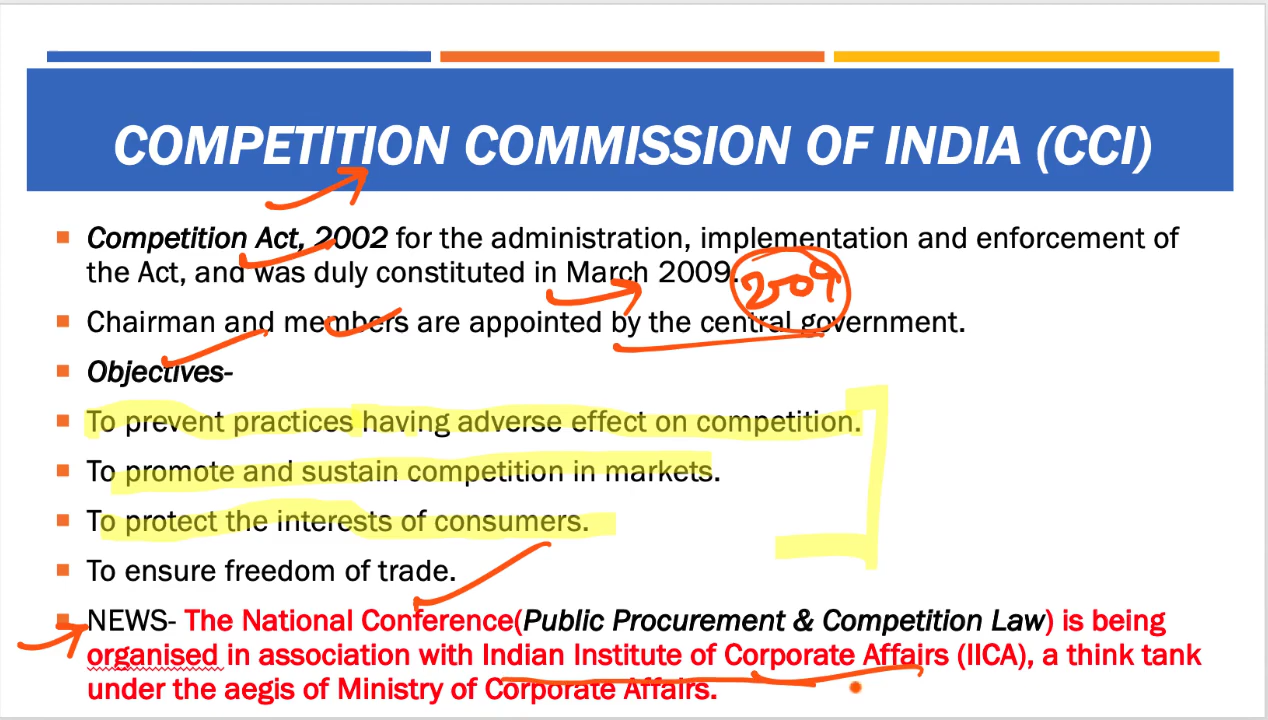 COMPETITION COMMISSION OF INDIA (CCI)
Competition Act, 2002 for the administration, implementation and enforcement of
the Act, and was duly constituted in March 2009.
2009
Chairman and members are appointed by the central government.
Objectives-
To prevent practices having adverse effect on competition.
To promote and sustain competition in markets.
To protect the interests of consumers.
To ensure freedom of trade.
NEWS- The National Conference(Public Procurement & Competition Law) is being
organised in association with Indian Institute of Corporate Affairs (IICA), a think tank
under the aegis of Ministry of Corporate Affairs.